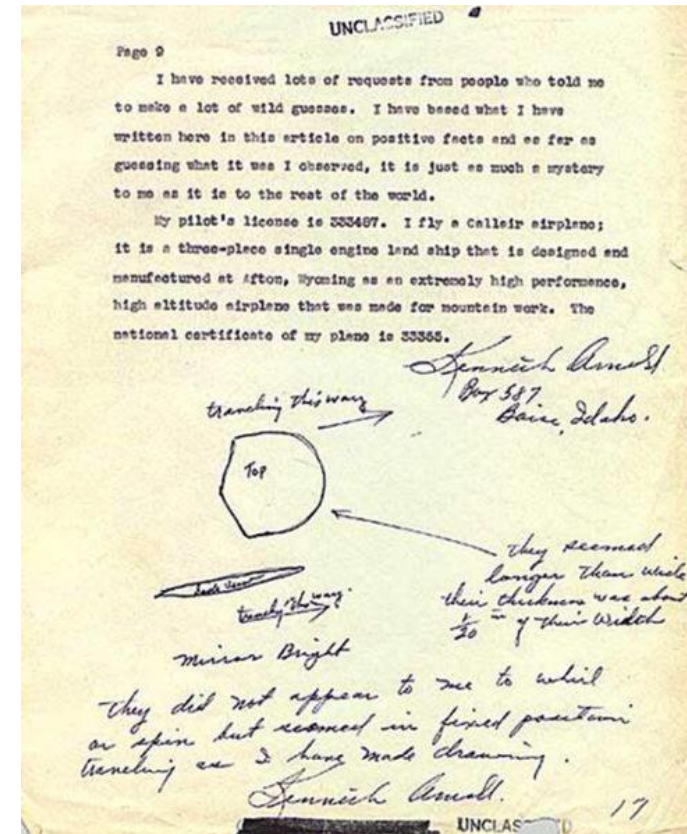 UNCLASSIFIED
Page 9
I have received lots of requests from people who told me
to make a lot of wild guesses. I have based what I have
written here in this article on positive facts and as far as
guessing what it was I observed, it is just as much a mystery
to me as it is to the rest of the world.
My pilot's license is 333487. I fly a Callair airplane;
it is a three-place single engine land ship that is designed and
manufactured at Afton, Wyoming as an extremely high performance,
high altitude airplane that was made for mountain work. The
national certificate of my plane is 33355.
Kenneth Arnold
Box 587
Boise, Idaho.
traveling this way
Top
they seemed
longer than wide
their thickness was about
1/20th of their width
traveling this way.
Mirror Bright
they did not appear to me to whirl
or spin but seemed in fixed position
traveling as I have made drawing.
Kenneth Arnold.
17
UNCLAS